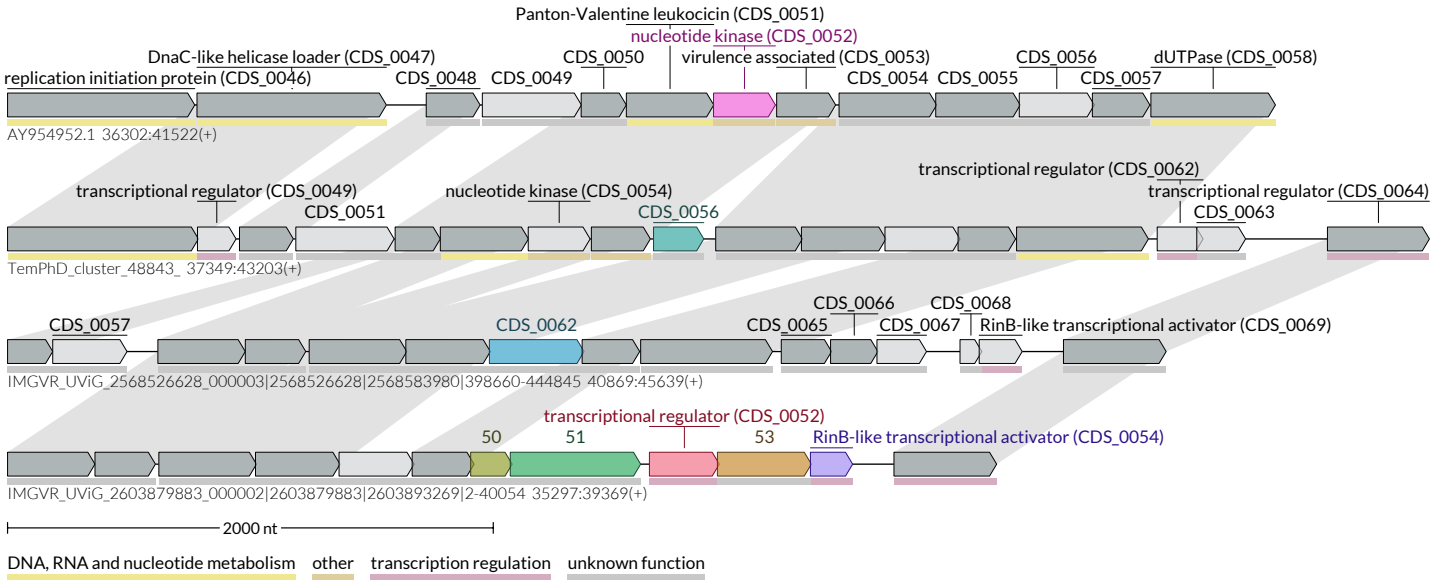 Panton-Valentine leukocicin (CDS_0051)
nucleotide kinase (CDS_0052)
DnaC-like helicase loader (CDS_0047) CDS_0050 virulence associated (CDS_0053) CDS_0056 dUTPase (CDS_0058)
replication initiation protein (CDS_0046) CDS_0048 CDS_0049 CDS_0054 CDS_0055 CDS_0057
AY954952.1 36302:41522(+)
transcriptional regulator (CDS_0062)
transcriptional regulator (CDS_0049) nucleotide kinase (CDS_0054) transcriptional regulator (CDS_0064)
CDS_0051 CDS_0056 CDS_0063
TemPhD_cluster_48843_ 37349:43203(+)
CDS_0066 CDS_0068
CDS_0057 CDS_0062 CDS_0065 CDS_0067 RinB-like transcriptional activator (CDS_0069)
IMGVR_UViG_2568526628_000003|2568526628|2568583980|398660-444845 40869:45639(+)
transcriptional regulator (CDS_0052)
50 51 53 RinB-like transcriptional activator (CDS_0054)
IMGVR_UViG_2603879883_000002|2603879883|2603893269|2-40054 35297:39369(+)
2000 nt
DNA, RNA and nucleotide metabolism other transcription regulation unknown function